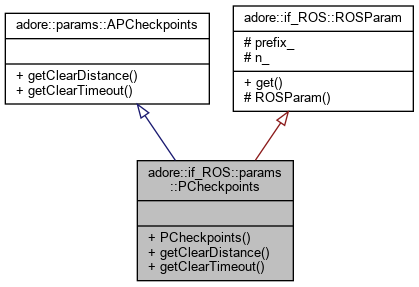 adore::params::APCheckpoints
+ getClearDistance()
+ getClearTimeout()
adore::if_ROS::ROSParam
# prefix_
# n_
+ get()
# ROSParam()
adore::if_ROS::params
::PCheckpoints
+ PCheckpoints()
+ getClearDistance()
+ getClearTimeout()